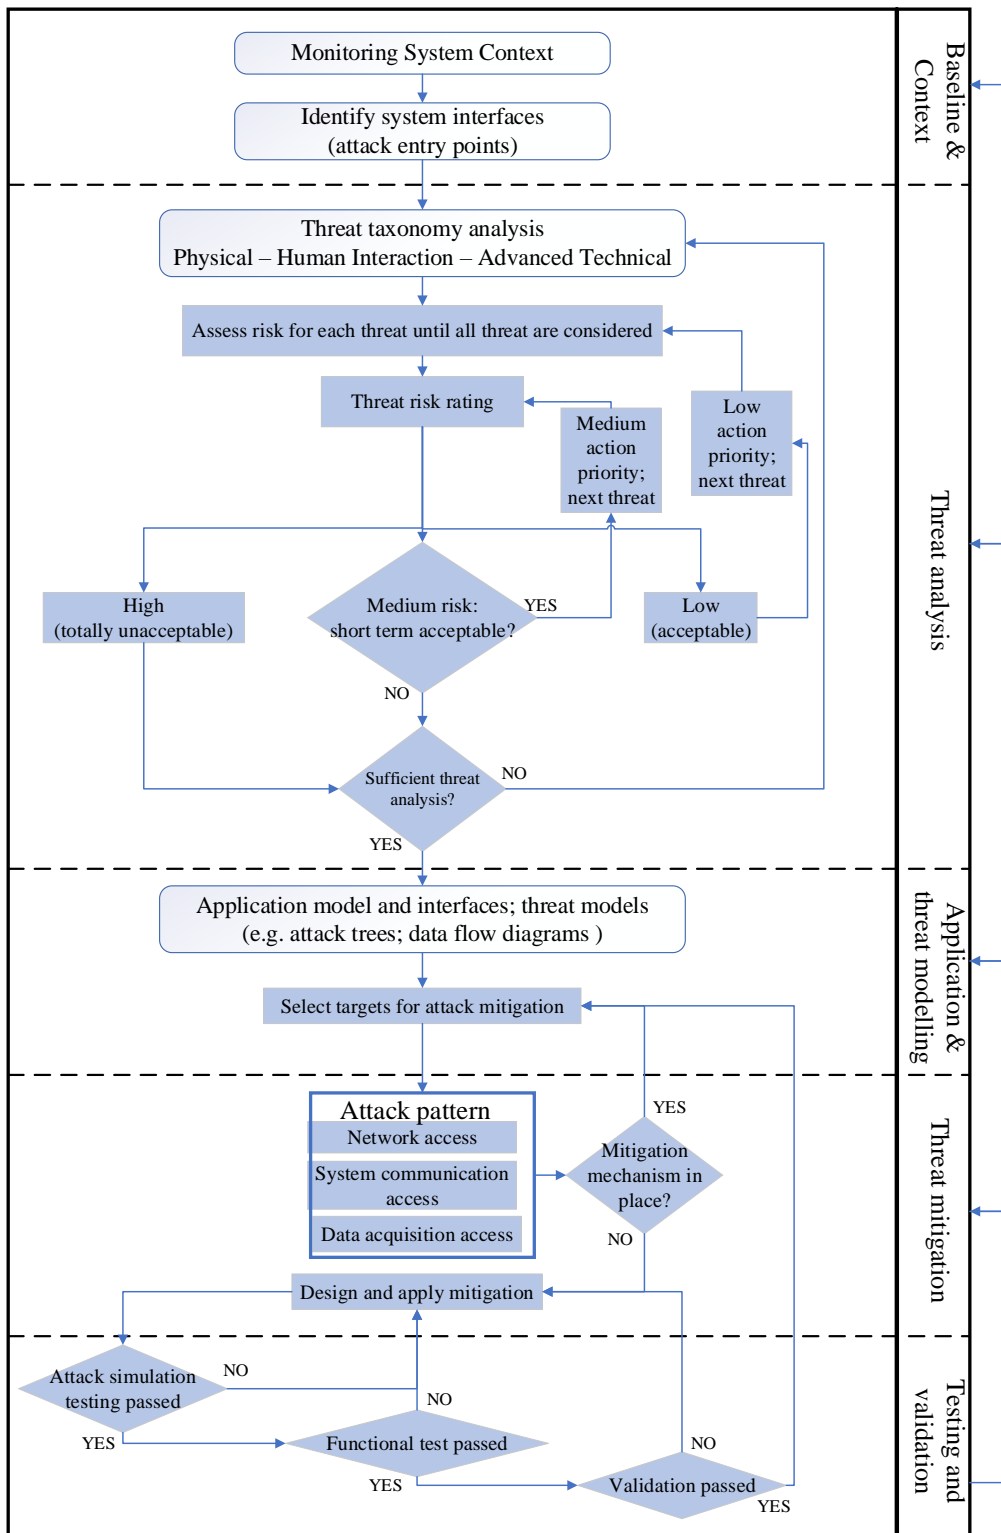 Monitoring System Context
Identify system interfaces
(attack entry points)
Baseline &
Context
Threat taxonomy analysis
Physical – Human Interaction – Advanced Technical
Assess risk for each threat until all threat are considered
Threat risk rating
Medium
action
priority;
next threat
Low
action
priority;
next threat
High
(totally unacceptable)
Medium risk:
short term acceptable?
YES
Low
(acceptable)
NO
Sufficient threat
analysis?
NO
YES
Threat analysis
Application model and interfaces; threat models
(e.g. attack trees; data flow diagrams )
Select targets for attack mitigation
Application &
threat modelling
Attack pattern
Network access
System communication
access
Data acquisition access
YES
Mitigation
mechanism in
place?
NO
Design and apply mitigation
Threat mitigation
Attack simulation
testing passed
NO
YES
NO
Functional test passed
YES
NO
Validation passed
YES
Testing and
validation